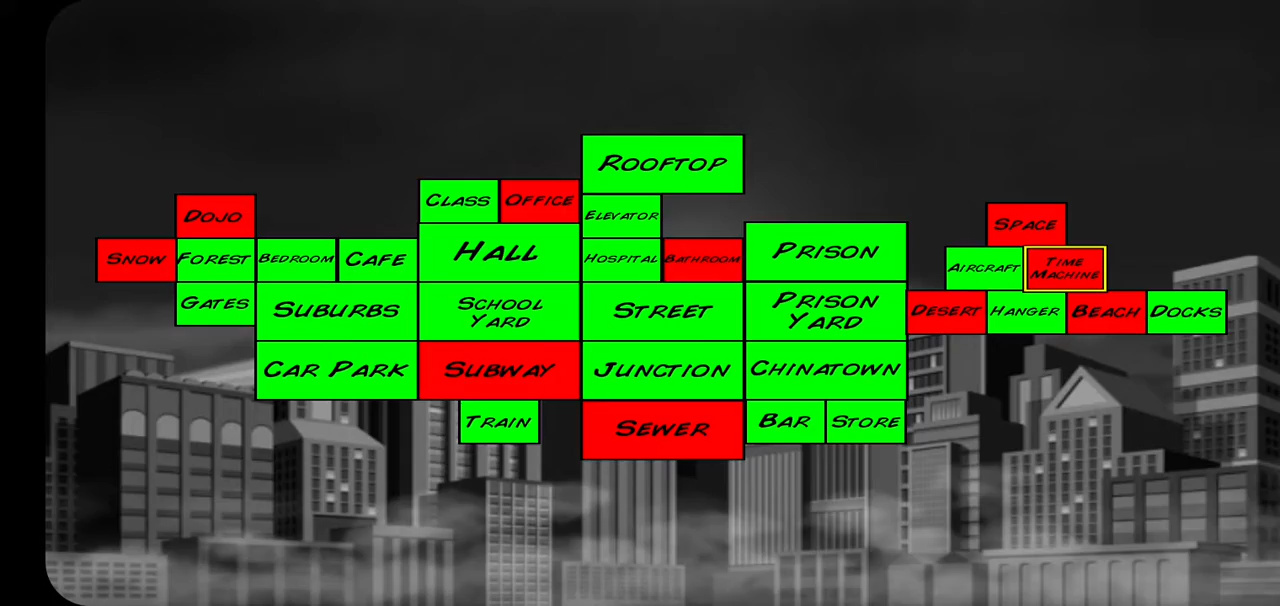 Rooftop
Class
Office
Dojo
Elevator
Space
Snow
Forest
Bedroom
Cafe
Hall
Hospital
Bathroom
Prison
Aircraft
Time
Machine
Gates
Suburbs
School
Yard
Street
Prison
Yard
Desert
Hanger
Beach
Docks
Car Park
Subway
Junction
Chinatown
Train
Sewer
Bar
Store